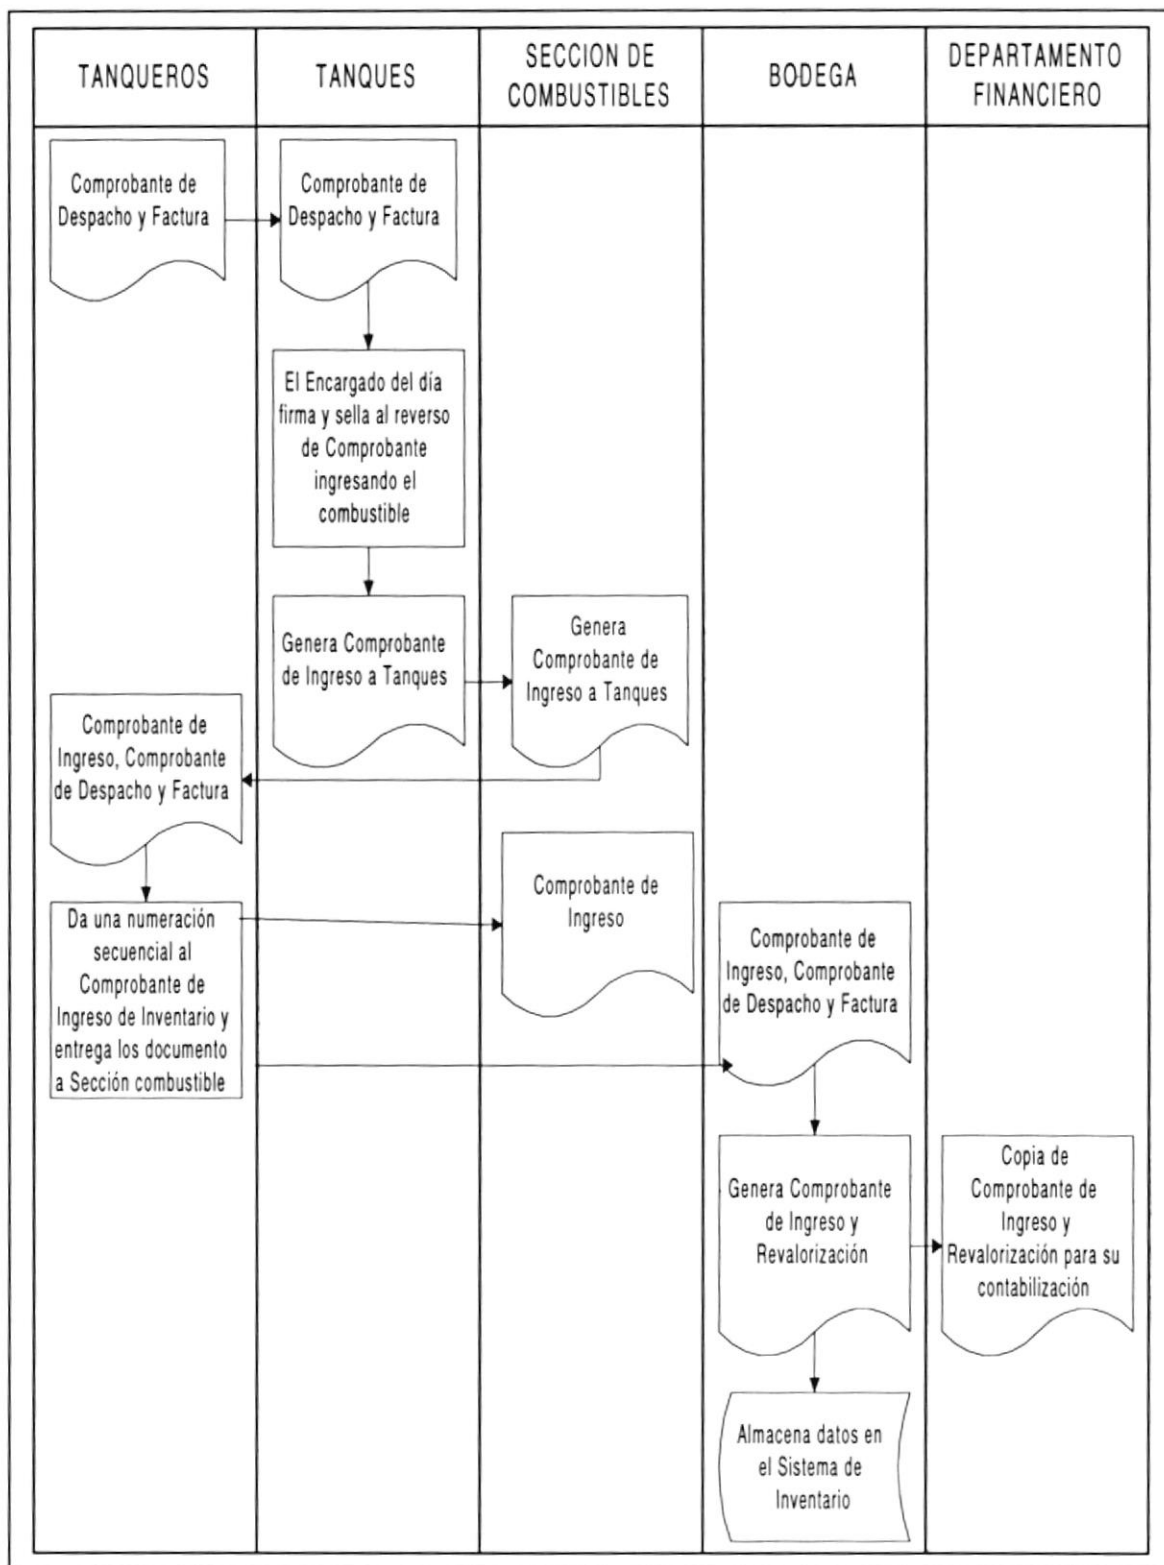 TANQUEROS
TANQUES
SECCION DE
COMBUSTIBLES
BODEGA
DEPARTAMENTO
FINANCIERO
Comprobante de
Despacho y Factura
Comprobante de
Despacho y Factura
El Encargado del día
firma y sella al reverso
de Comprobante
ingresando el
combustible
Genera Comprobante
de Ingreso a Tanques
Genera
Comprobante de
Ingreso a Tanques
Comprobante de
Ingreso, Comprobante
de Despacho y Factura
Da una numeración
secuencial al
Comprobante de
Ingreso de Inventario y
entrega los documento
a Sección combustible
Comprobante de
Ingreso
Comprobante de
Ingreso, Comprobante
de Despacho y Factura
Genera Comprobante
de Ingreso y
Revalorización
Copia de
Comprobante de
Ingreso y
Revalorización para su
contabilización
Almacena datos en
el Sistema de
Inventario